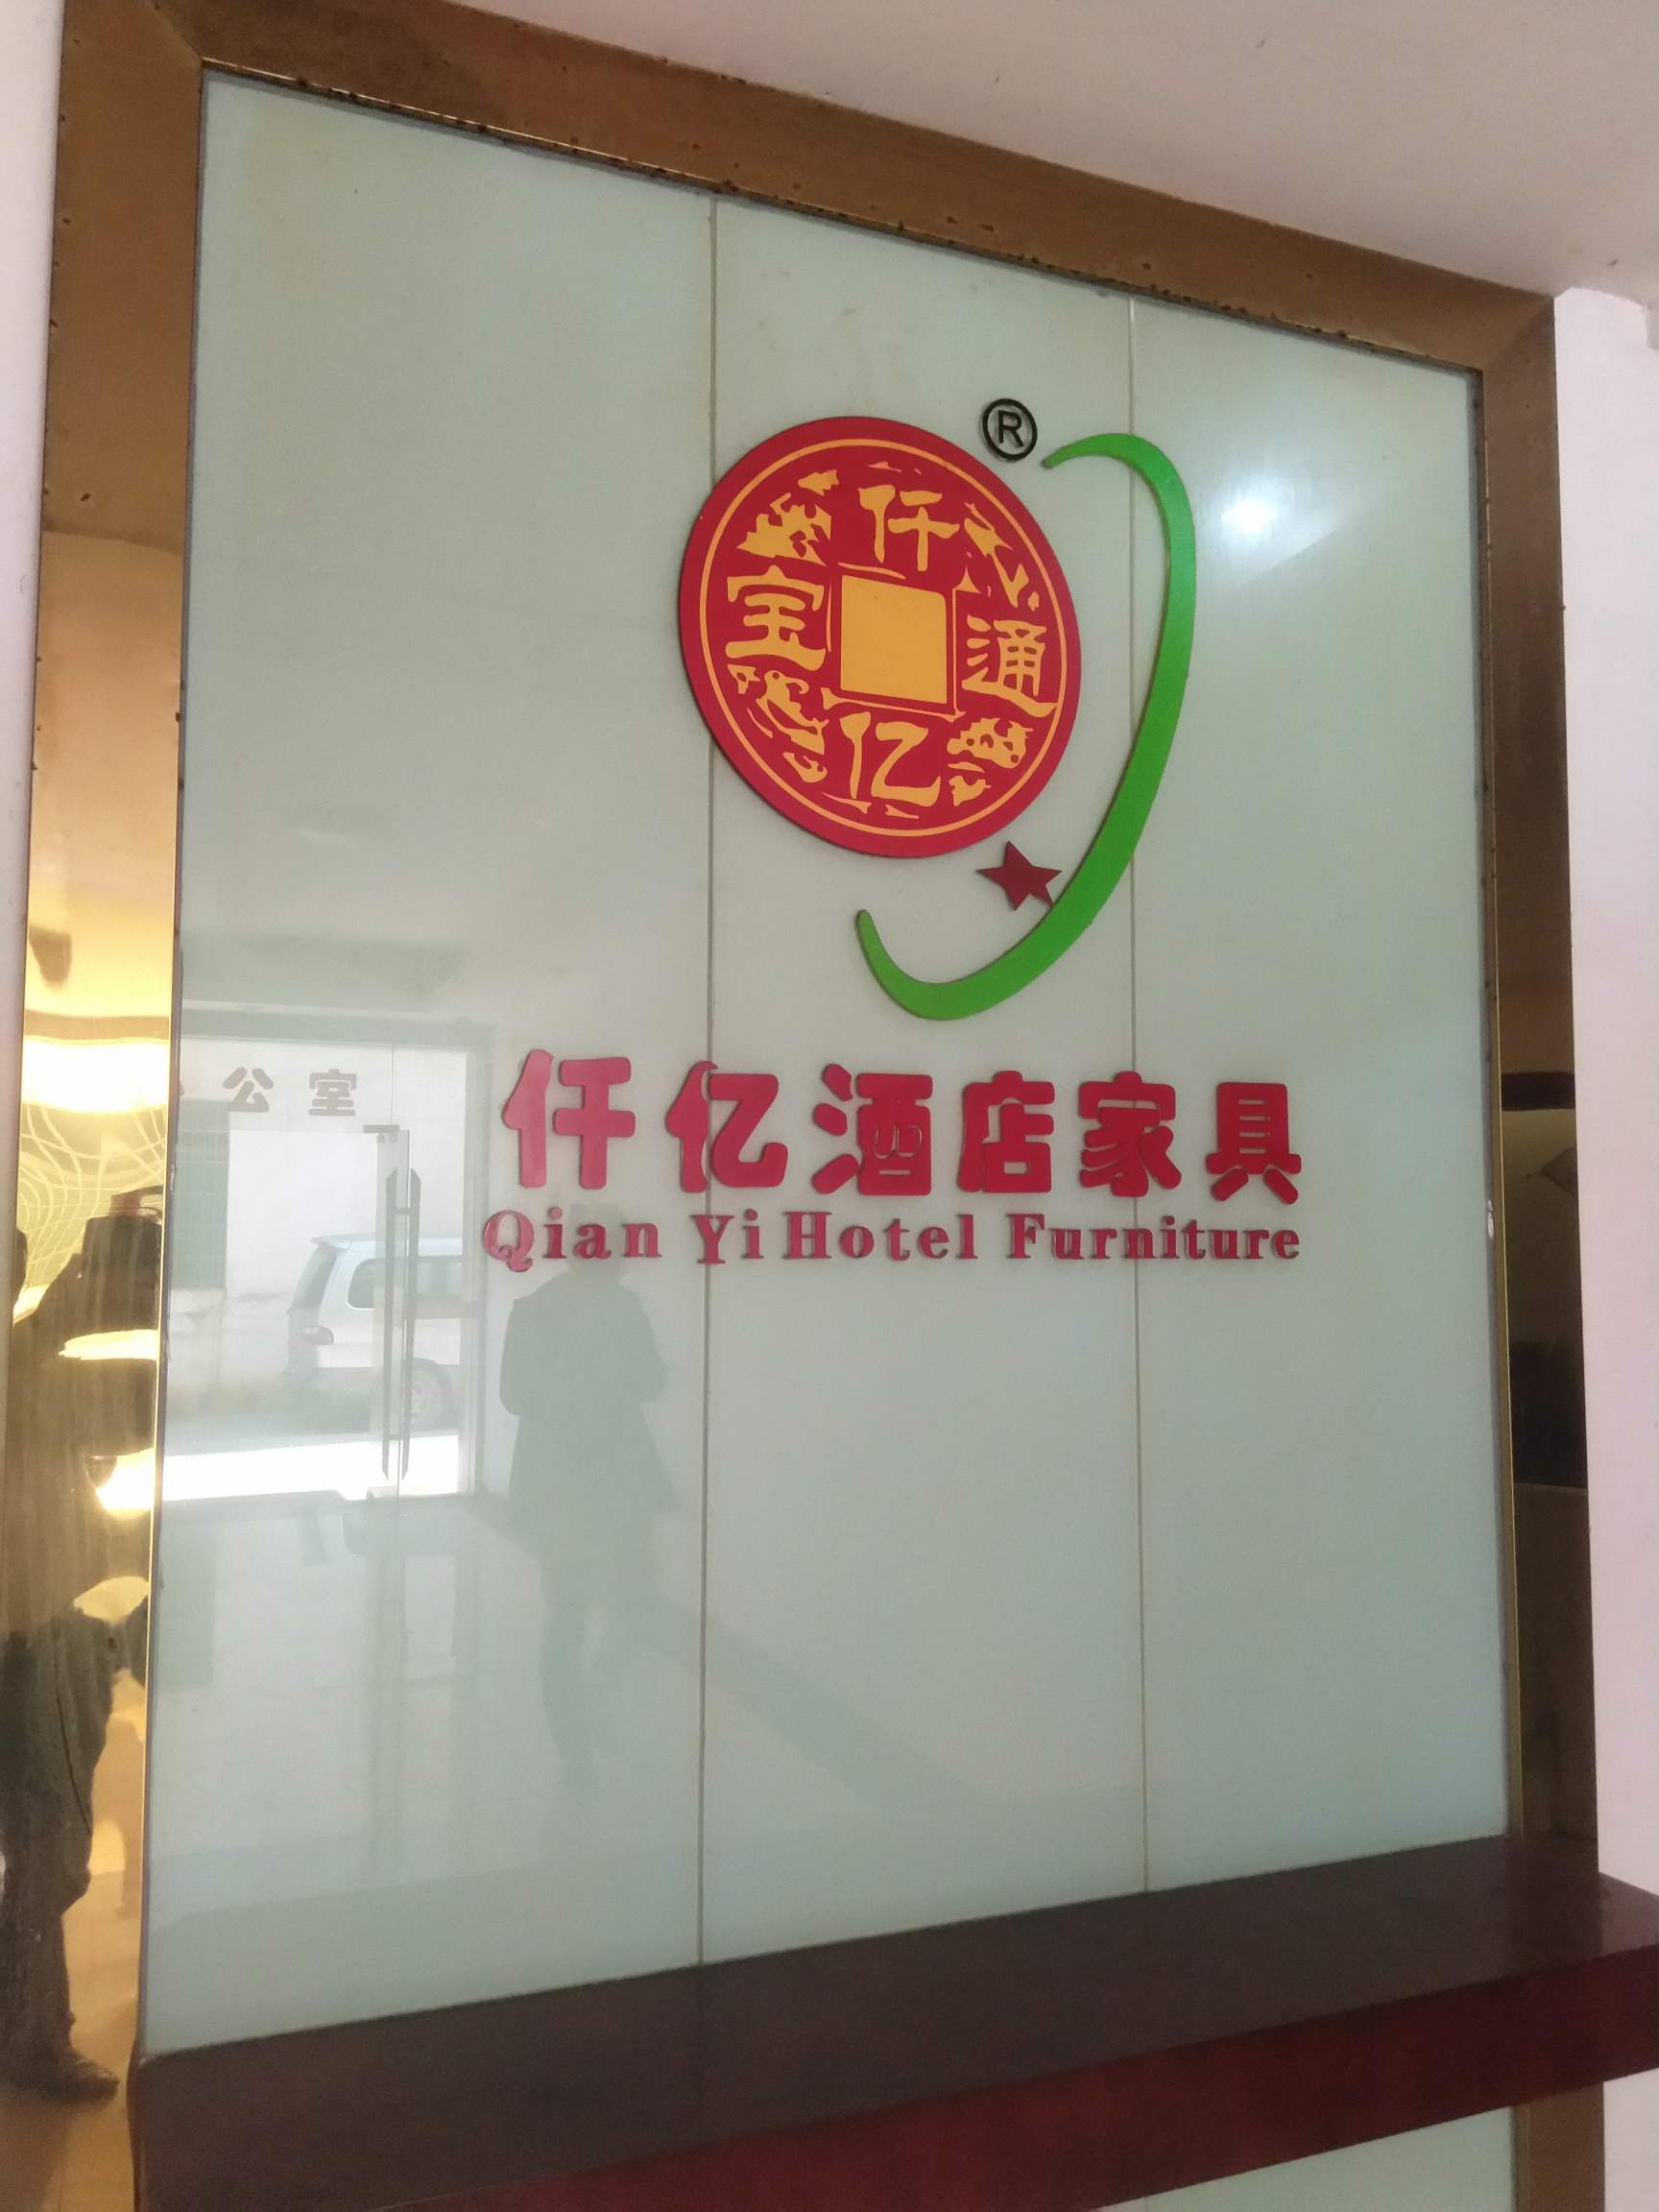 ®
仟
宝 通
亿
公室
仟亿酒店家具
Qian Yi Hotel Furniture